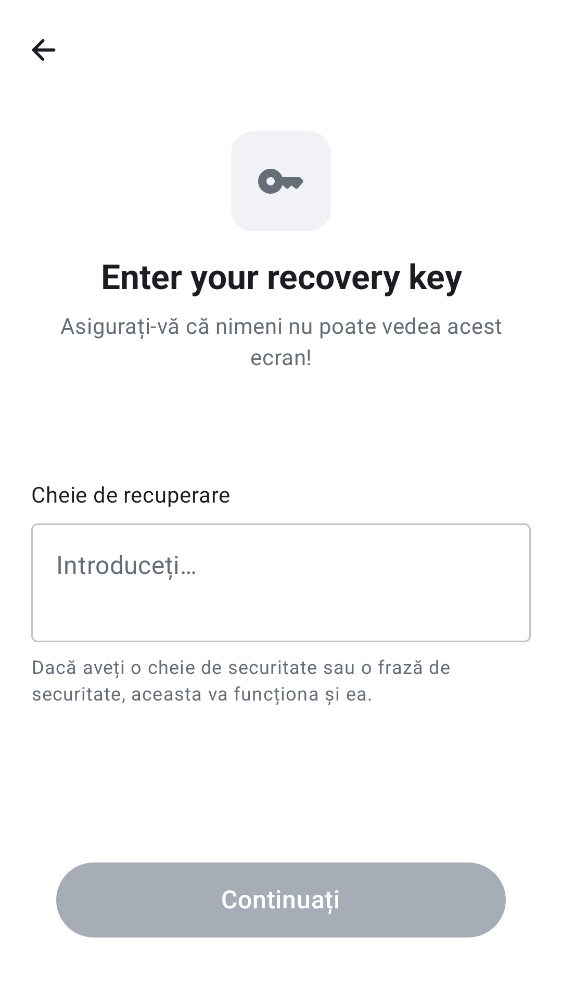 Enter your recovery key
Asigurați-vă că nimeni nu poate vedea acest
ecran!
Cheie de recuperare
Introduceți…
Dacă aveți o cheie de securitate sau o frază de
securitate, aceasta va funcționa și ea.
Continuați